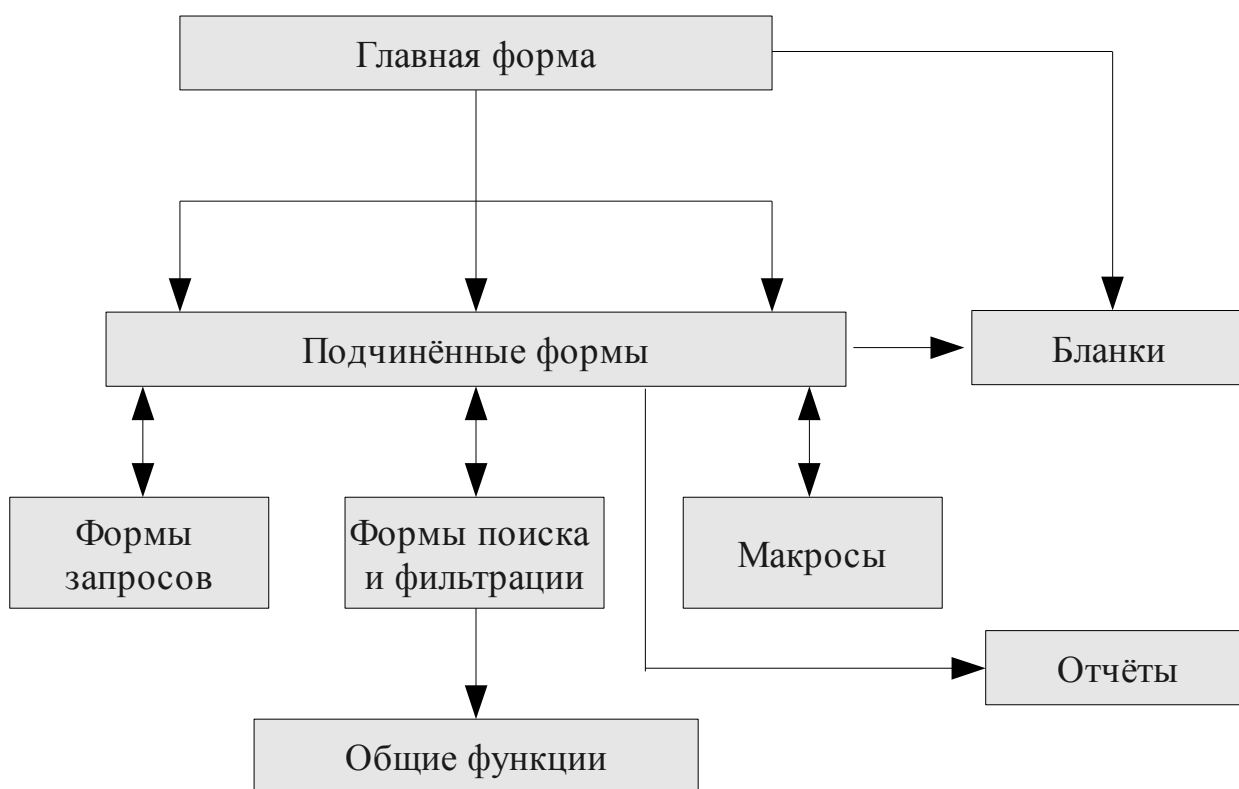 Главная форма
Подчинённые формы
Бланки
Формы
запросов
Формы поиска
и фильтрации
Макросы
Отчёты
Общие функции